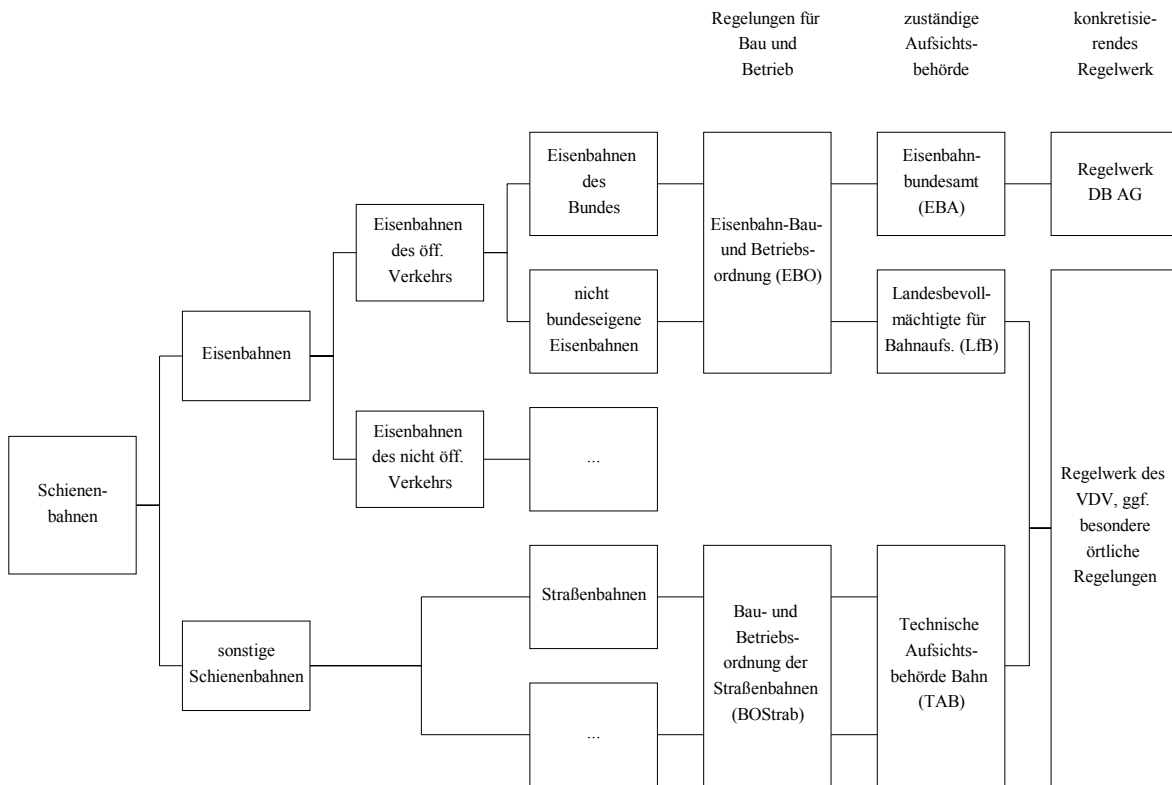 Regelungen für
Bau und
Betrieb
zuständige
Aufsichts-
behörde
konkretisie-
rendes
Regelwerk
Eisenbahnen
des
Bundes
Eisenbahn-
bundesamt
(EBA)
Regelwerk
DB AG
Eisenbahnen
des öff.
Verkehrs
Eisenbahn-Bau-
und Betriebs-
ordnung (EBO)
nicht
bundeseigene
Eisenbahnen
Landesbevoll-
mächtigte für
Bahnaufs. (LfB)
Eisenbahnen
Eisenbahnen
des nicht öff.
Verkehrs
...
Schienen-
bahnen
Regelwerk des
VDV, ggf.
besondere
örtliche
Regelungen
Straßenbahnen
sonstige
Schienenbahnen
Bau- und
Betriebs-
ordnung der
Straßenbahnen
(BOStrab)
Technische
Aufsichts-
behörde Bahn
(TAB)
...